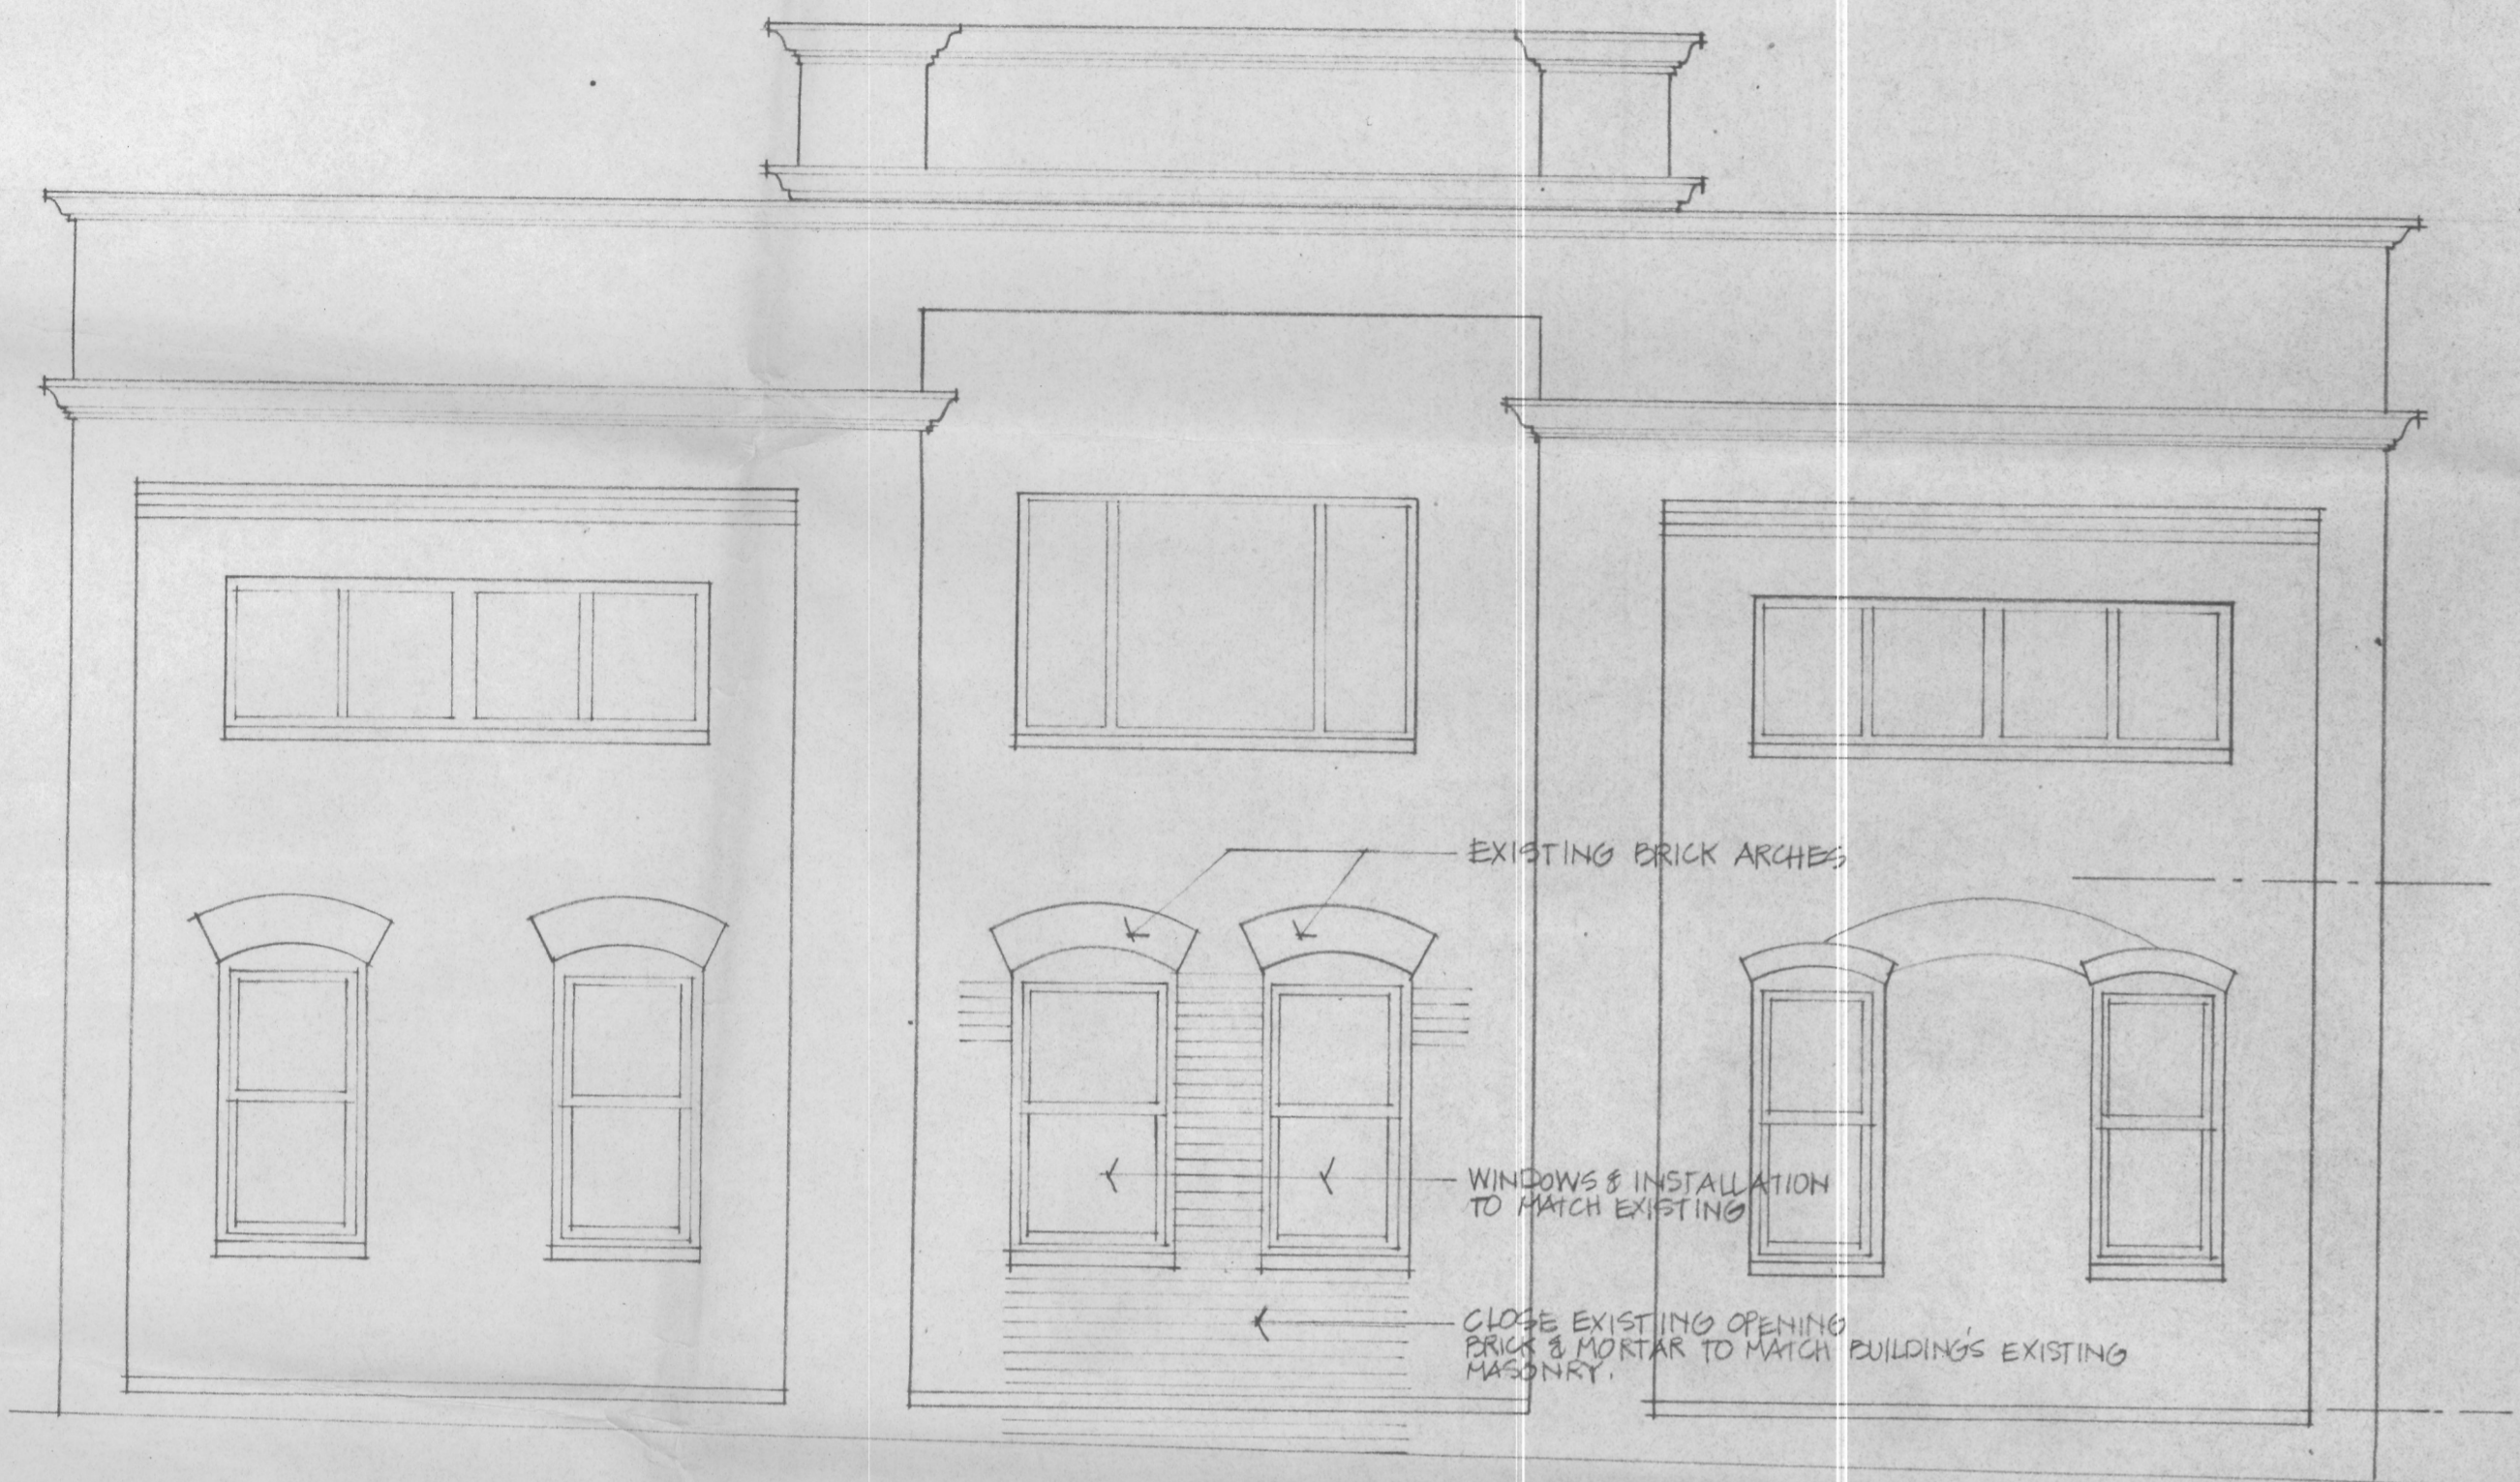 EXISTING BRICK ARCHES
WINDOWS & INSTALLATION
TO MATCH EXISTING
CLOSE EXISTING OPENING
BRICK & MORTAR TO MATCH BUILDING'S EXISTING
MASONRY.